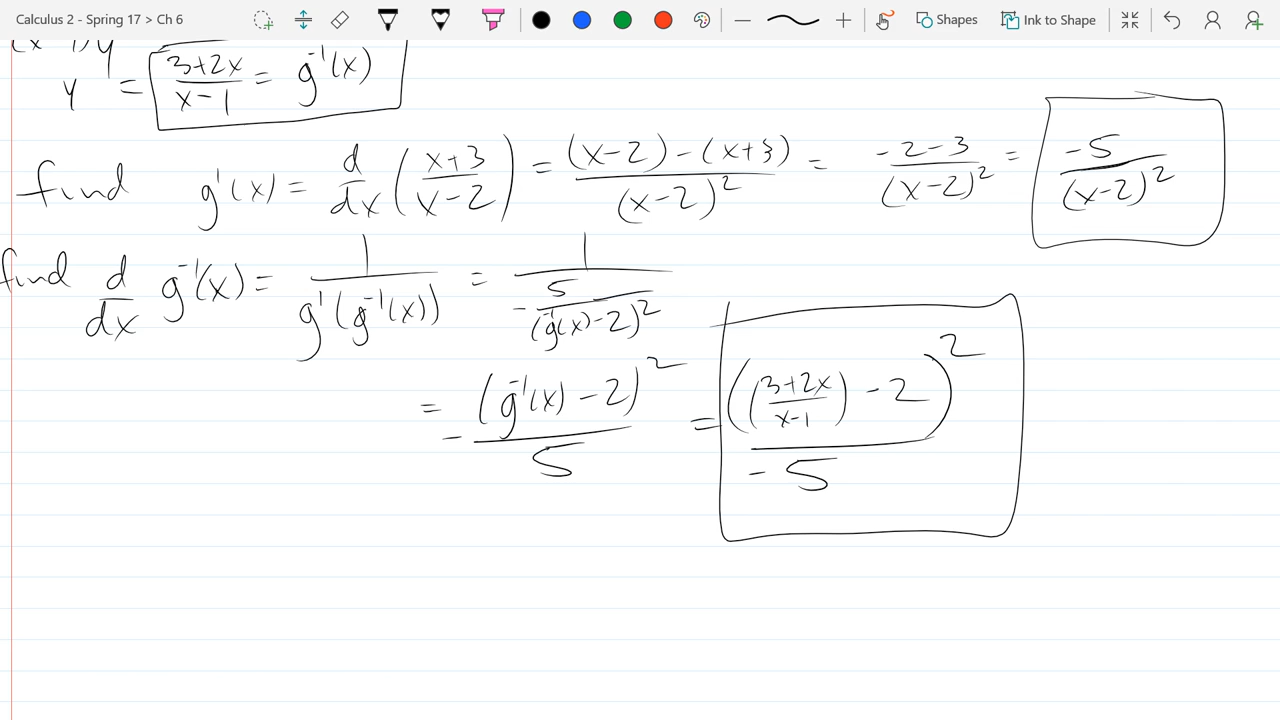 Calculus 2 - Spring 17 > Ch 6 Shapes Ink to Shape
y = (3+2x)/(x-1) = g⁻¹(x)
find g'(x) = d/dx ((x+3)/(x-2)) = ((x-2)-(x+3))/(x-2)² = (-2-3)/(x-2)² = -5/(x-2)²
find d/dx g⁻¹(x) = 1/(g'(g⁻¹(x))) = 1/(-5/(g⁻¹(x)-2)²)
= -(g⁻¹(x)-2)²/5 = (((3+2x)/(x-1))-2)²/-5